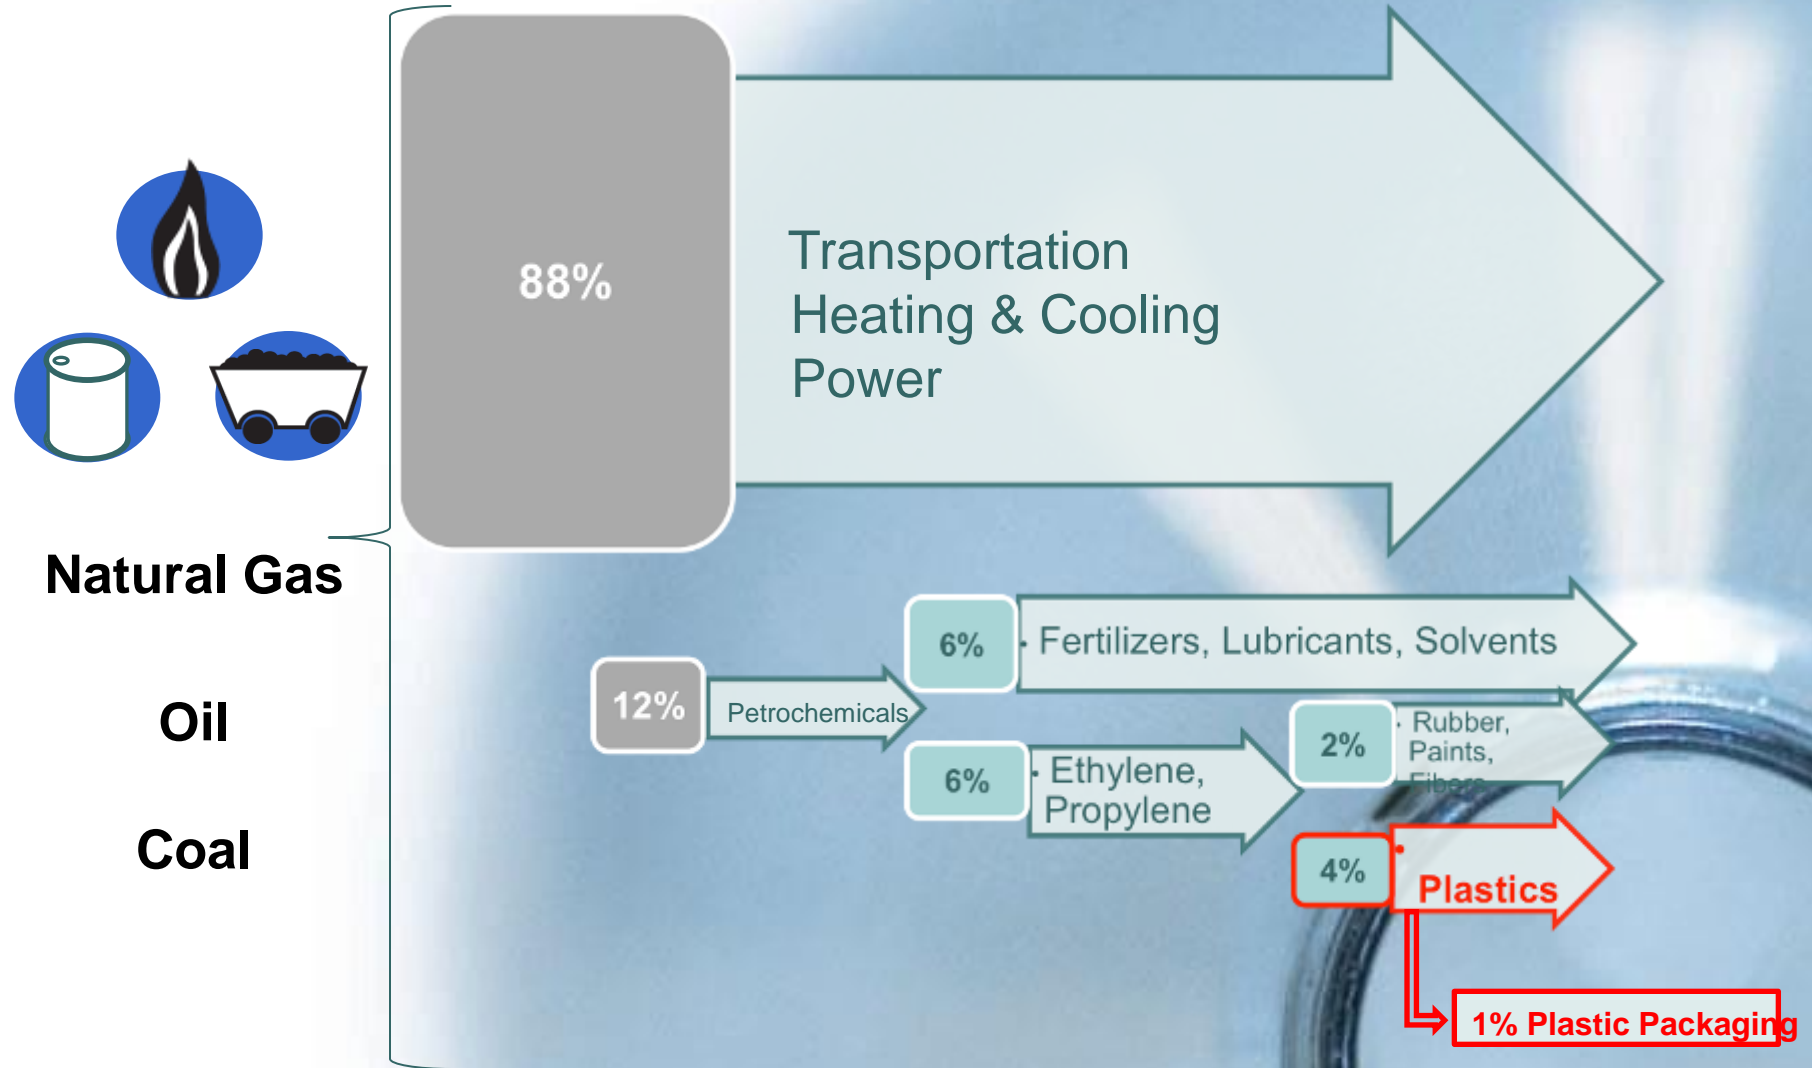 88%
Transportation
Heating & Cooling
Power
Natural Gas
Oil
Coal
12%
Petrochemicals
6%
• Fertilizers, Lubricants, Solvents
6%
• Ethylene,
Propylene
2%
• Rubber,
Paints,
Fibers
4%
•
Plastics
1% Plastic Packaging